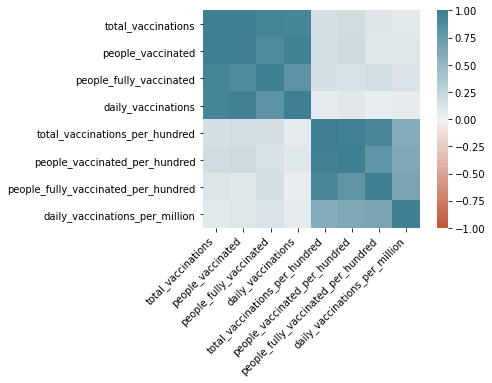 total_vaccinations
people_vaccinated
people_fully_vaccinated
daily_vaccinations
total_vaccinations_per_hundred
people_vaccinated_per_hundred
people_fully_vaccinated_per_hundred
daily_vaccinations_per_million
total_vaccinations
people_vaccinated
people_fully_vaccinated
daily_vaccinations
total_vaccinations_per_hundred
people_vaccinated_per_hundred
people_fully_vaccinated_per_hundred
daily_vaccinations_per_million
1.00
0.75
0.50
0.25
0.00
−0.25
−0.50
−0.75
−1.00